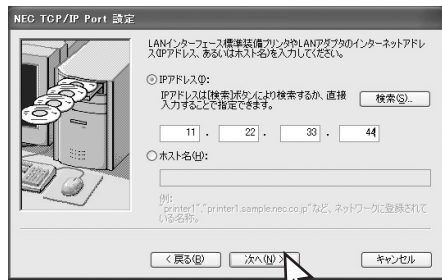 NEC TCP/IP Port 設定
LANインターフェース標準装備プリンタやLANアダプタのインターネットアドレ
ス(IPアドレス、あるいはホスト名)を入力してください。
IPアドレス(I):
IPアドレスは[検索]ボタンにより検索するか、直接
入力することで指定できます。
検索(S)...
11 . 22 . 33 . 44
ホスト名(H):
例:
"printer1","printer1.sample.nec.co.jp"など、ネットワークに登録されて
いる名称。
< 戻る(B)
次へ(N) >
キャンセル